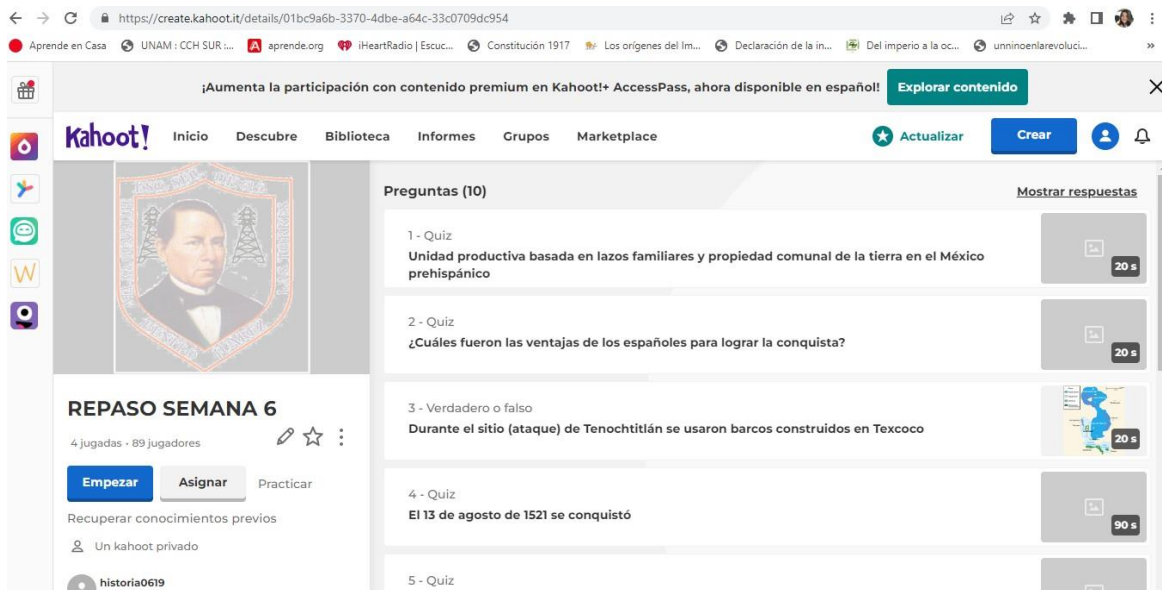 https://create.kahoot.it/details/01bc9a6b-3370-4dbe-a64c-33c0709dc954
Aprende en Casa UNAM : CCH SUR :... aprende.org iHeartRadio | Escuc... Constitución 1917 Los orígenes del Im... Declaración de la in... Del imperio a la oc... unninoenlarevoluci... »
¡Aumenta la participación con contenido premium en Kahoot!+ AccessPass, ahora disponible en español! Explorar contenido
Kahoot! Inicio Descubre Biblioteca Informes Grupos Marketplace Actualizar Crear
Preguntas (10) Mostrar respuestas
1 - Quiz
Unidad productiva basada en lazos familiares y propiedad comunal de la tierra en el México
prehispánico
20 s
2 - Quiz
¿Cuáles fueron las ventajas de los españoles para lograr la conquista?
20 s
3 - Verdadero o falso
Durante el sitio (ataque) de Tenochtitlán se usaron barcos construidos en Texcoco
20 s
4 - Quiz
El 13 de agosto de 1521 se conquistó
90 s
5 - Quiz
REPASO SEMANA 6
4 jugadas · 89 jugadores
Empezar Asignar Practicar
Recuperar conocimientos previos
Un kahoot privado
historia0619